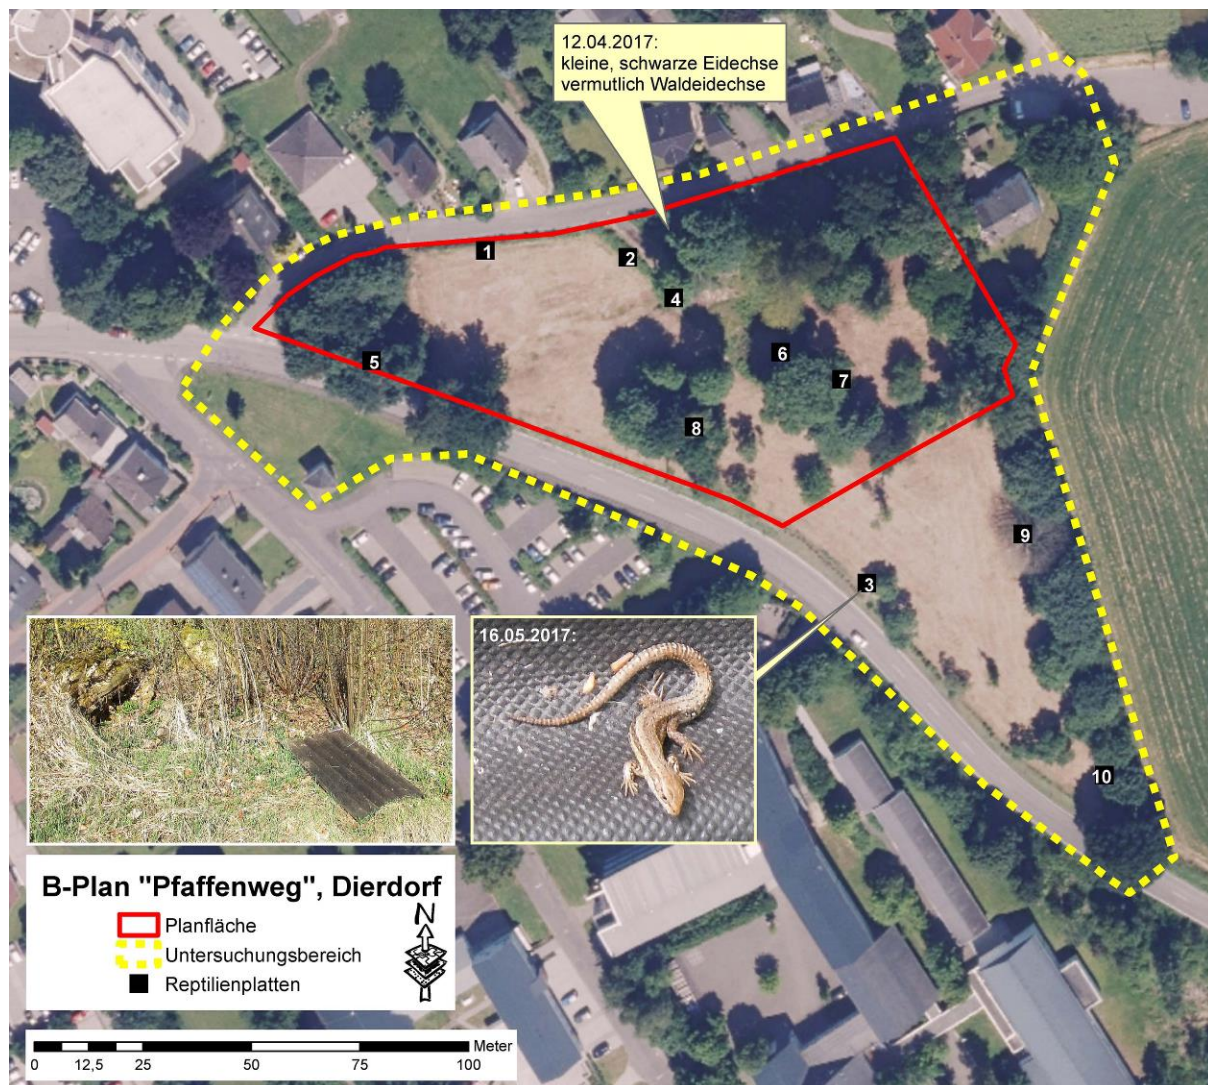 12.04.2017:
kleine, schwarze Eidechse
vermutlich Waldeidechse
1
2
4
5
6
7
8
9
3
10
16.05.2017:
B-Plan "Pfaffenweg", Dierdorf
Planfläche
Untersuchungsbereich
Reptilienplatten
N
Meter
0 12,5 25 50 75 100